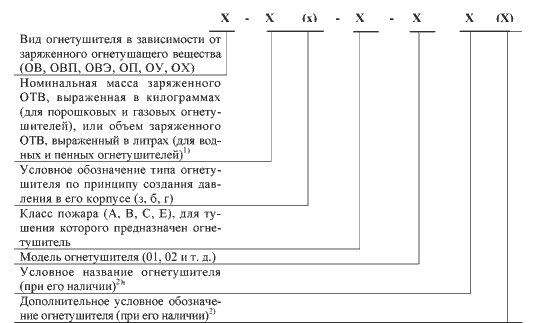 X - X (x) - X - X X (X)
Вид огнетушителя в зависимости от
заряженного огнетушащего вещества
(ОВ, ОВП, ОВЭ, ОП, ОУ, ОХ)
Номинальная масса заряженного
ОТВ, выраженная в килограммах
(для порошковых и газовых огнету-
шителей), или объем заряженного
ОТВ, выраженный в литрах (для вод-
ных и пенных огнетушителей)1)
Условное обозначение типа огнету-
шителя по принципу создания дав-
ления в его корпусе (з, б, г)
Класс пожара (А, В, С, Е), для ту-
шения которого предназначен огне-
тушитель
Модель огнетушителя (01, 02 и т. д.)
Условное название огнетушителя
(при его наличии)2)
Дополнительное условное обозначе-
ние огнетушителя (при его наличии)2)